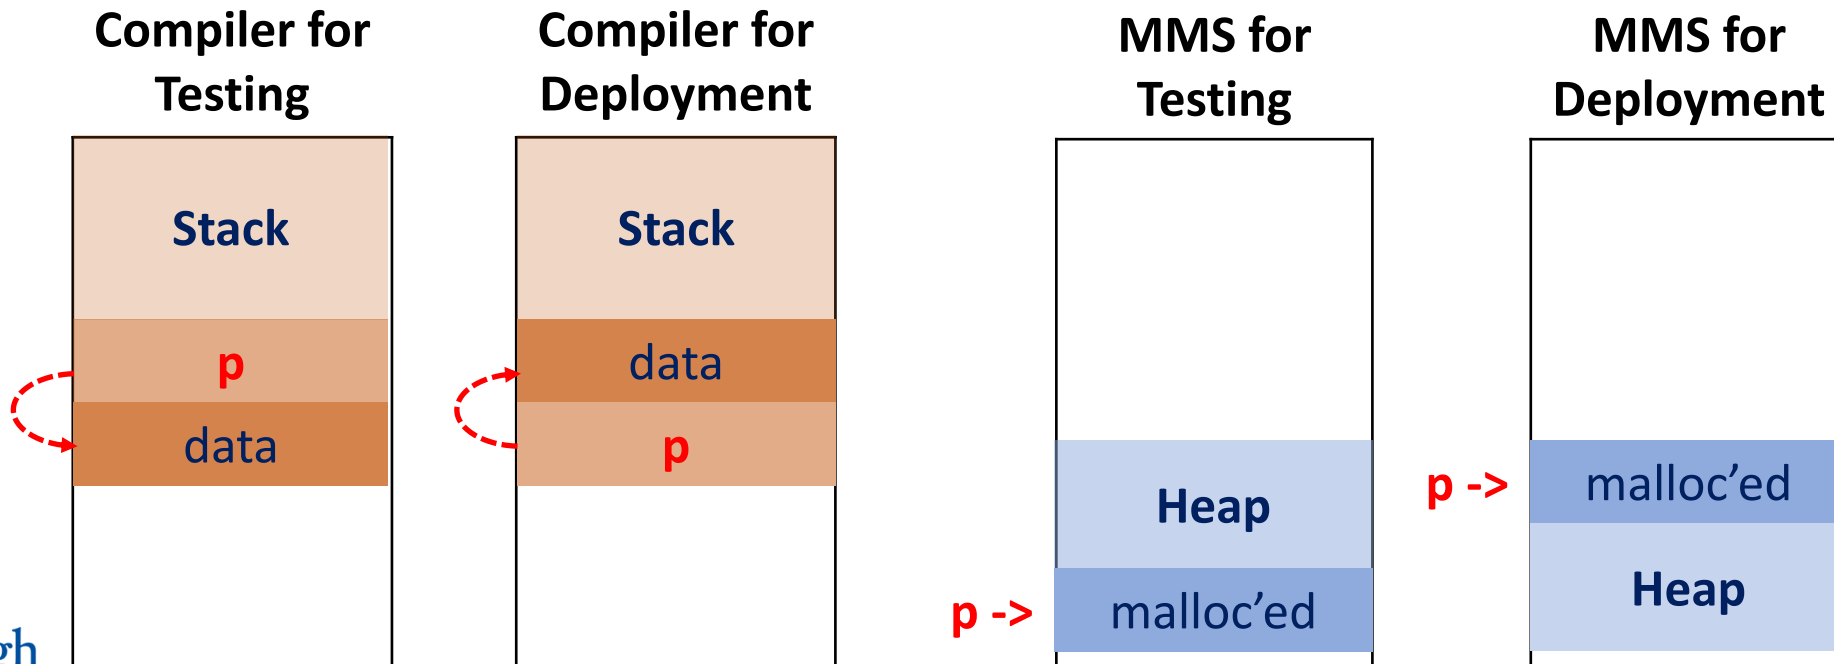 Compiler for
Testing
Stack
p
data
Compiler for
Deployment
Stack
data
p
MMS for
Testing
Heap
p ->
malloc’ed
MMS for
Deployment
p ->
malloc’ed
Heap